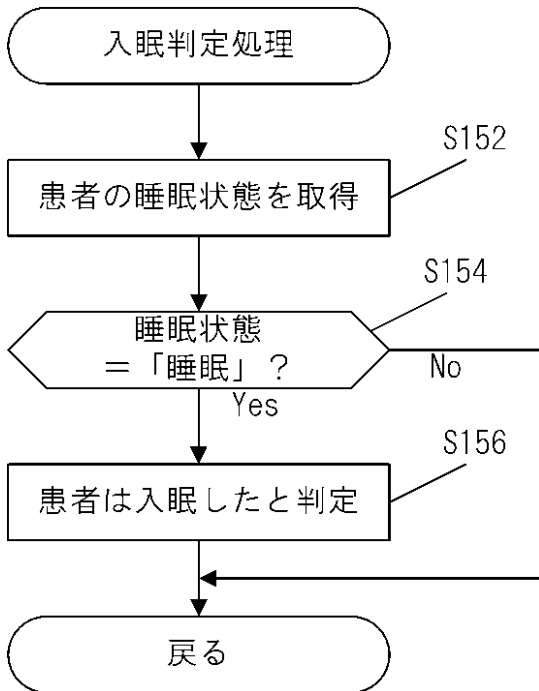 入眠判定処理
S152
患者の睡眠状態を取得
S154
睡眠状態
＝「睡眠」？
No
Yes
S156
患者は入眠したと判定
戻る